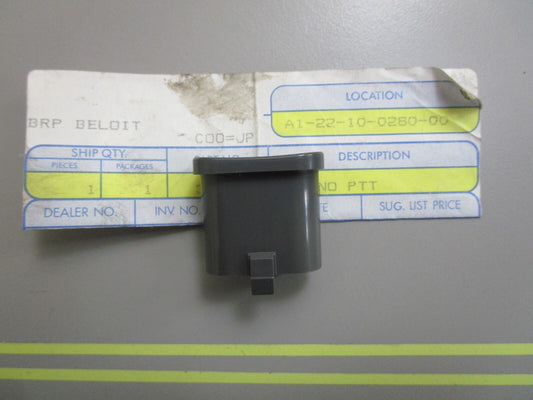 LOCATION
BRP BELOIT
A1-22-10-0280-00
COO=JP
SHIP QTY.
DESCRIPTION
PIECES PACKAGES
1 1 NO PTT
DEALER NO. INV. NO. SUG. LIST PRICE